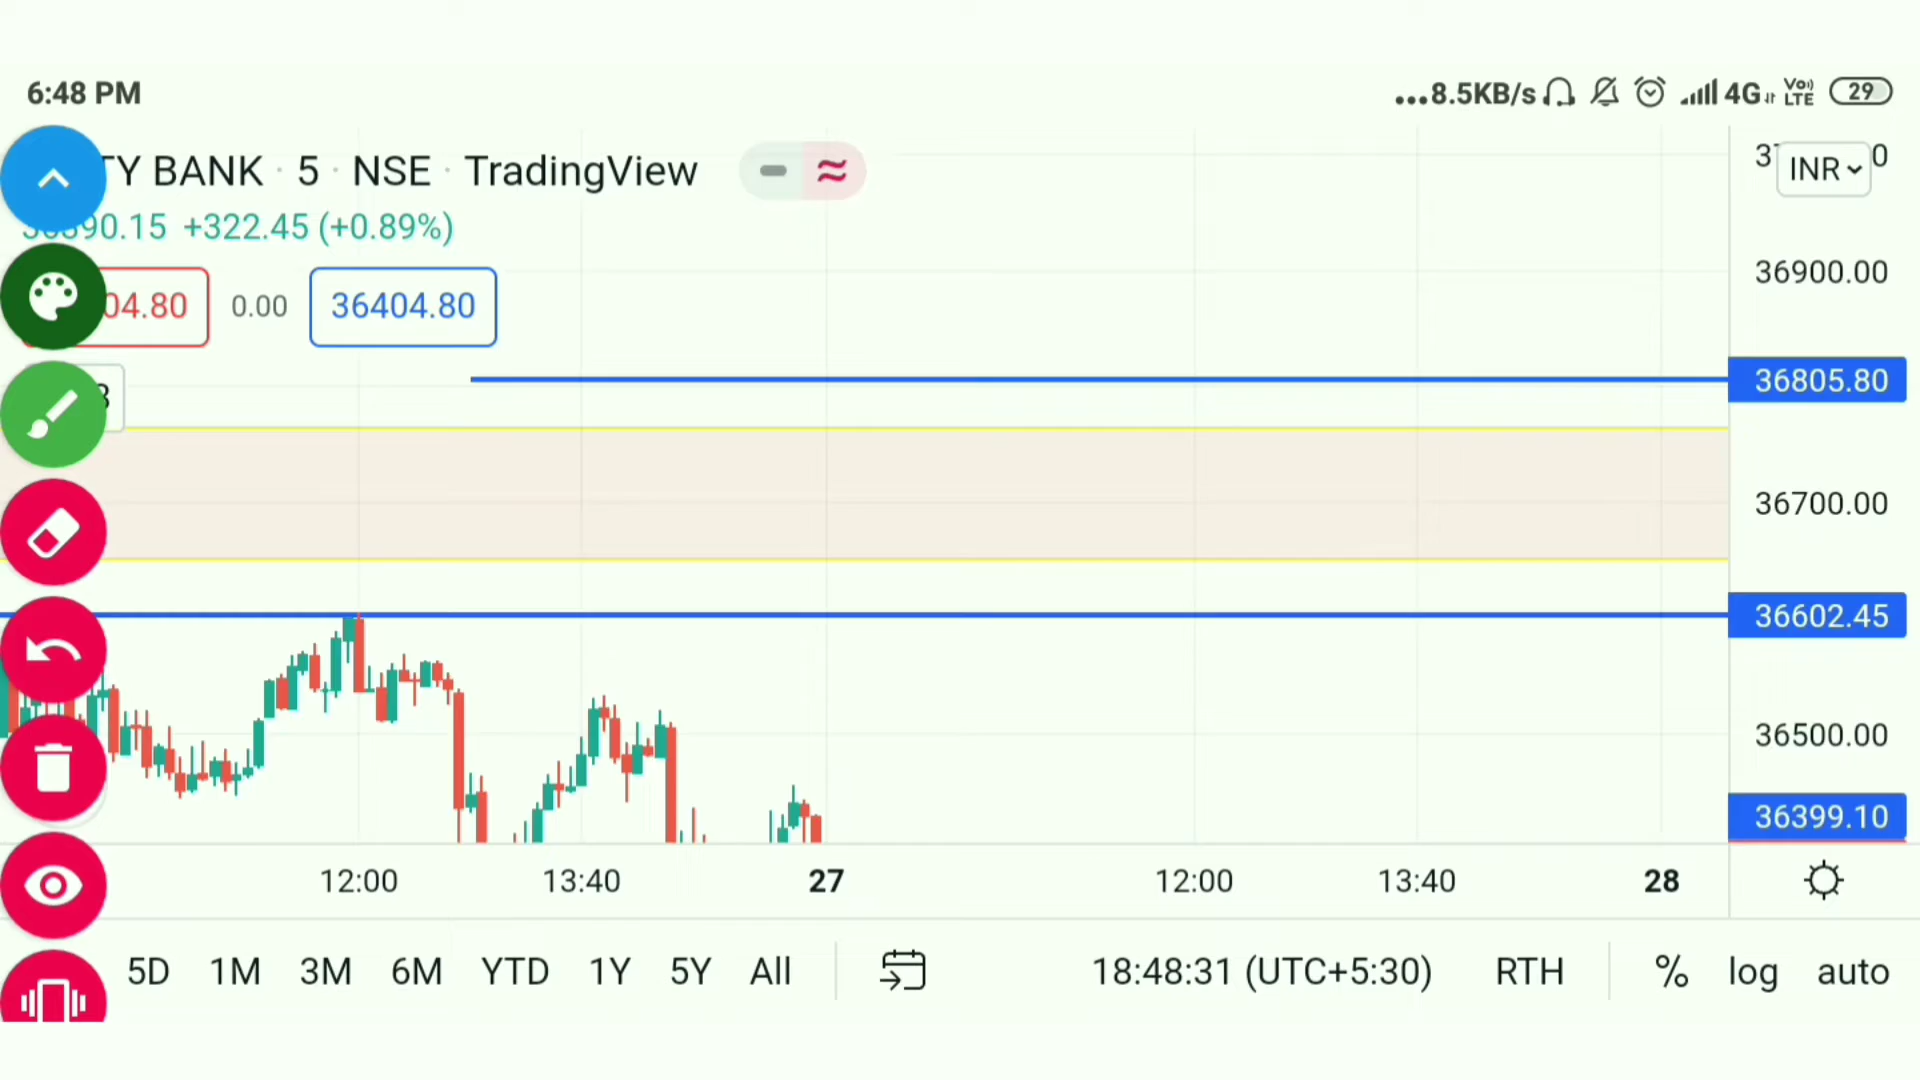 6:48 PM
...8.5KB/s 4G Vo)) LTE 29
TY BANK · 5 · NSE · TradingView
90.15 +322.45 (+0.89%)
INR
04.80 0.00 36404.80
36900.00
36805.80
36700.00
36602.45
36500.00
36399.10
12:00 13:40 27 12:00 13:40 28
5D 1M 3M 6M YTD 1Y 5Y All 18:48:31 (UTC+5:30) RTH % log auto